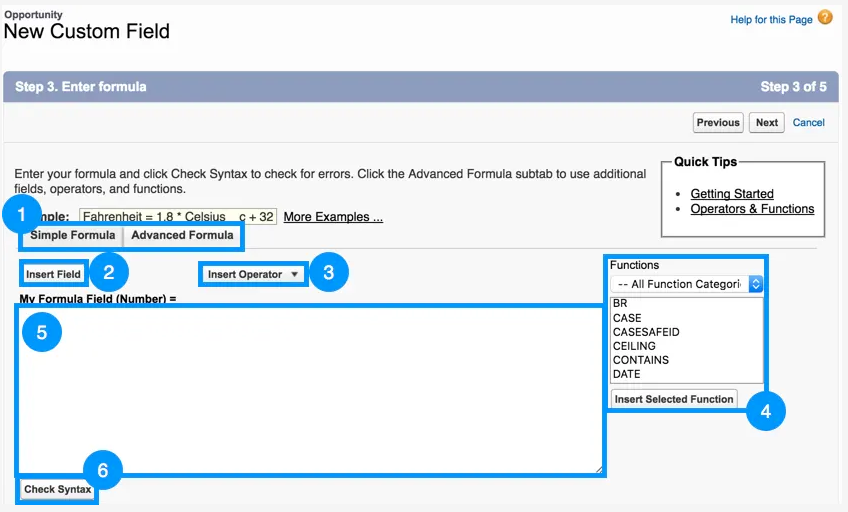 Opportunity
New Custom Field
Help for this Page ?
Step 3. Enter formula
Step 3 of 5
Previous Next Cancel
Enter your formula and click Check Syntax to check for errors. Click the Advanced Formula subtab to use additional
fields, operators, and functions.
Quick Tips
Getting Started
Operators & Functions
1
mple: Fahrenheit = 1.8 * Celsius c + 32 More Examples ...
Simple Formula Advanced Formula
Insert Field 2 Insert Operator 3
My Formula Field (Number) =
5
Functions
-- All Function Categori
BR
CASE
CASESAFEID
CEILING
CONTAINS
DATE
Insert Selected Function
4
6
Check Syntax